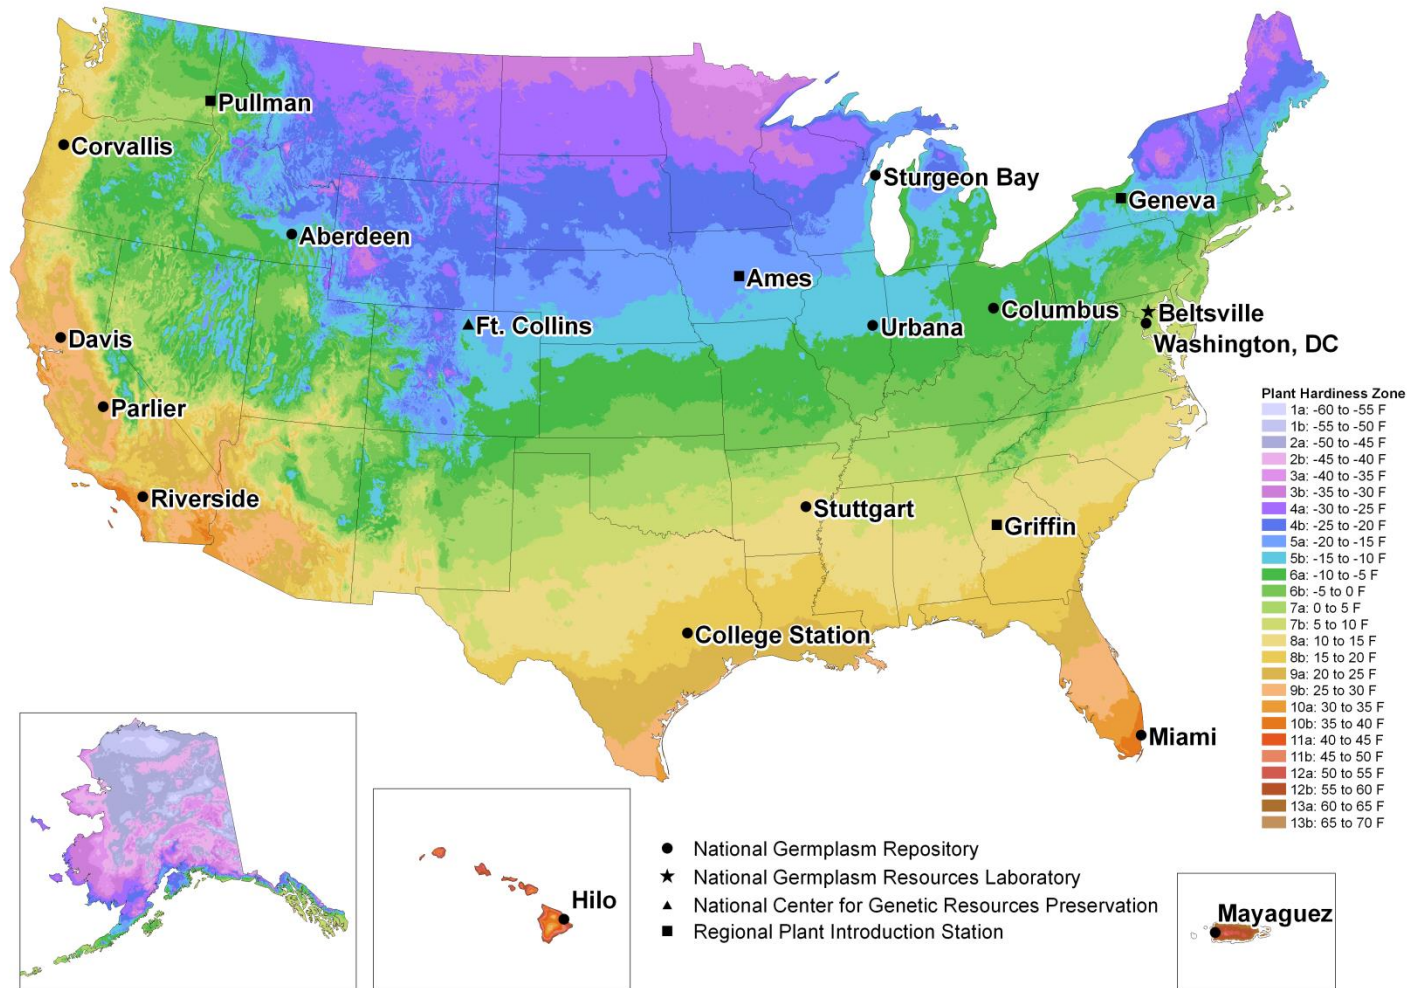 Pullman
Corvallis
Sturgeon Bay
Geneva
Aberdeen
Ames
Columbus
Beltsville
Ft. Collins
Urbana
Washington, DC
Davis
Parlier
Riverside
Stuttgart
Griffin
College Station
Miami
Plant Hardiness Zone
1a: -60 to -55 F
1b: -55 to -50 F
2a: -50 to -45 F
2b: -45 to -40 F
3a: -40 to -35 F
3b: -35 to -30 F
4a: -30 to -25 F
4b: -25 to -20 F
5a: -20 to -15 F
5b: -15 to -10 F
6a: -10 to -5 F
6b: -5 to 0 F
7a: 0 to 5 F
7b: 5 to 10 F
8a: 10 to 15 F
8b: 15 to 20 F
9a: 20 to 25 F
9b: 25 to 30 F
10a: 30 to 35 F
10b: 35 to 40 F
11a: 40 to 45 F
11b: 45 to 50 F
12a: 50 to 55 F
12b: 55 to 60 F
13a: 60 to 65 F
13b: 65 to 70 F
Hilo
National Germplasm Repository
National Germplasm Resources Laboratory
National Center for Genetic Resources Preservation
Regional Plant Introduction Station
Mayaguez